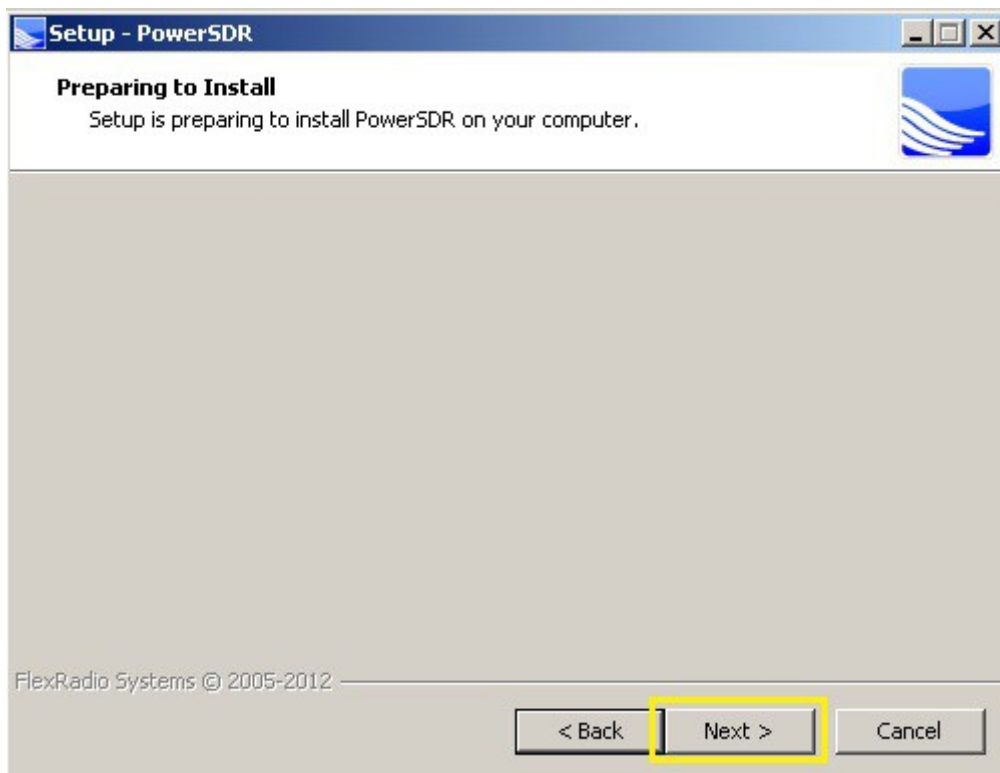 Setup - PowerSDR
Preparing to Install
Setup is preparing to install PowerSDR on your computer.
FlexRadio Systems © 2005-2012
< Back
Next >
Cancel